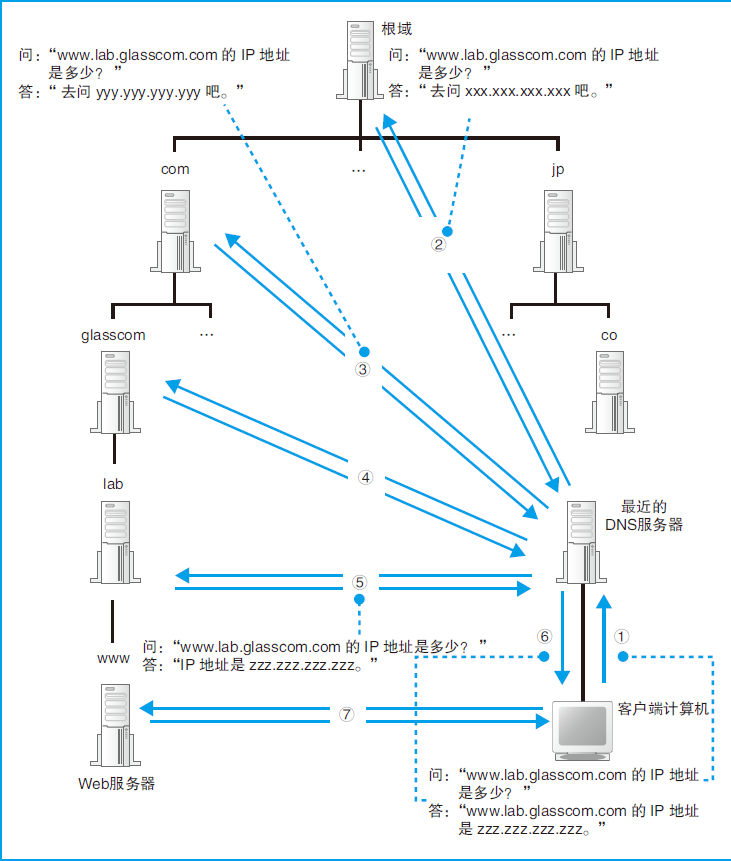 根域
问：“www.lab.glasscom.com 的 IP 地址
是多少？ ”
答：“ 去问 yyy.yyy.yyy.yyy 吧。”
问：“www.lab.glasscom.com 的 IP 地址
是多少？ ”
答：“ 去问 xxx.xxx.xxx.xxx 吧。”
com
…
jp
②
glasscom
…
③
…
co
④
lab
最近的
DNS服务器
⑤
⑥
①
问：“www.lab.glasscom.com 的 IP 地址是多少？ ”
答：“IP 地址是 zzz.zzz.zzz.zzz。”
www
⑦
客户端计算机
Web服务器
问：“www.lab.glasscom.com 的 IP 地址
是多少？ ”
答：“www.lab.glasscom.com 的 IP 地址
是 zzz.zzz.zzz.zzz。”